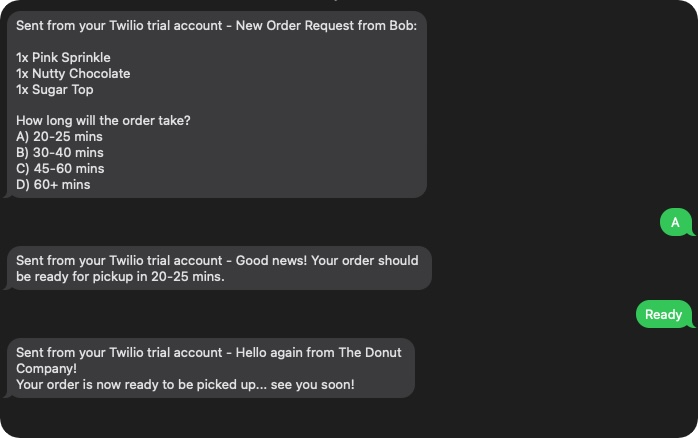 Sent from your Twilio trial account - New Order Request from Bob:
1x Pink Sprinkle
1x Nutty Chocolate
1x Sugar Top
How long will the order take?
A) 20-25 mins
B) 30-40 mins
C) 45-60 mins
D) 60+ mins
A
Sent from your Twilio trial account - Good news! Your order should
be ready for pickup in 20-25 mins.
Ready
Sent from your Twilio trial account - Hello again from The Donut
Company!
Your order is now ready to be picked up... see you soon!